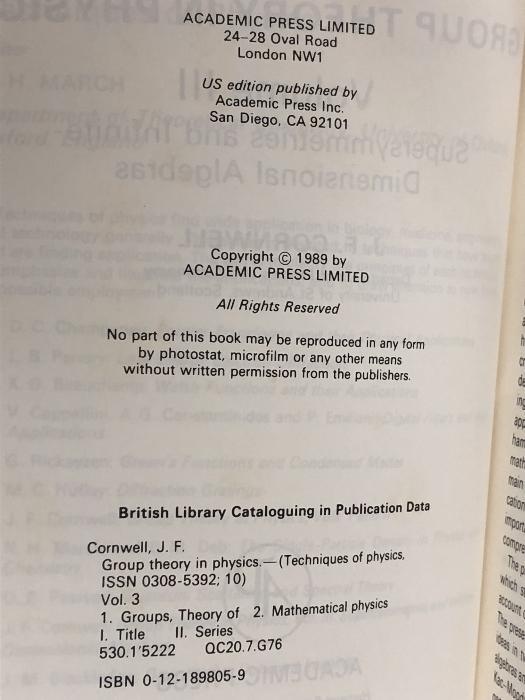 ACADEMIC PRESS LIMITED
24–28 Oval Road
London NW1
US edition published by
Academic Press Inc.
San Diego, CA 92101
Copyright © 1989 by
ACADEMIC PRESS LIMITED
All Rights Reserved
No part of this book may be reproduced in any form
by photostat, microfilm or any other means
without written permission from the publishers.
British Library Cataloguing in Publication Data
Cornwell, J. F.
Group theory in physics.—(Techniques of physics,
ISSN 0308-5392; 10)
Vol. 3
1. Groups, Theory of 2. Mathematical physics
I. Title II. Series
530.1'5222 QC20.7.G76
ISBN 0-12-189805-9